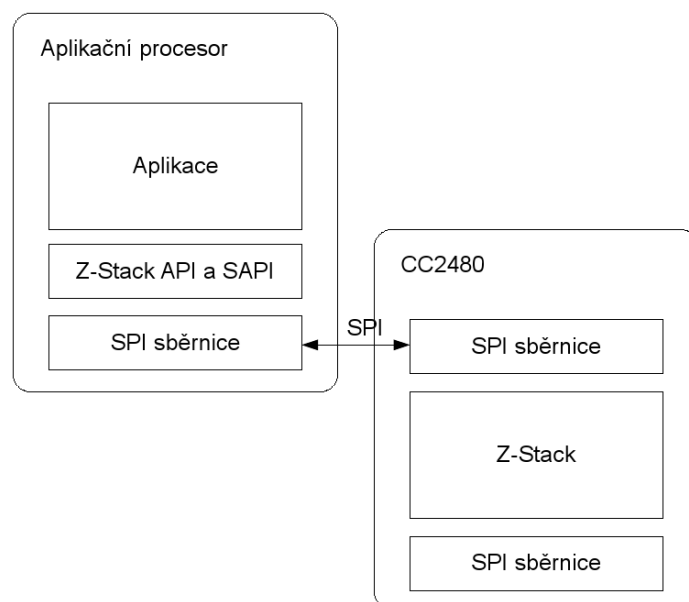 Aplikační procesor
Aplikace
Z-Stack API a SAPI
SPI sběrnice
SPI
CC2480
SPI sběrnice
Z-Stack
SPI sběrnice